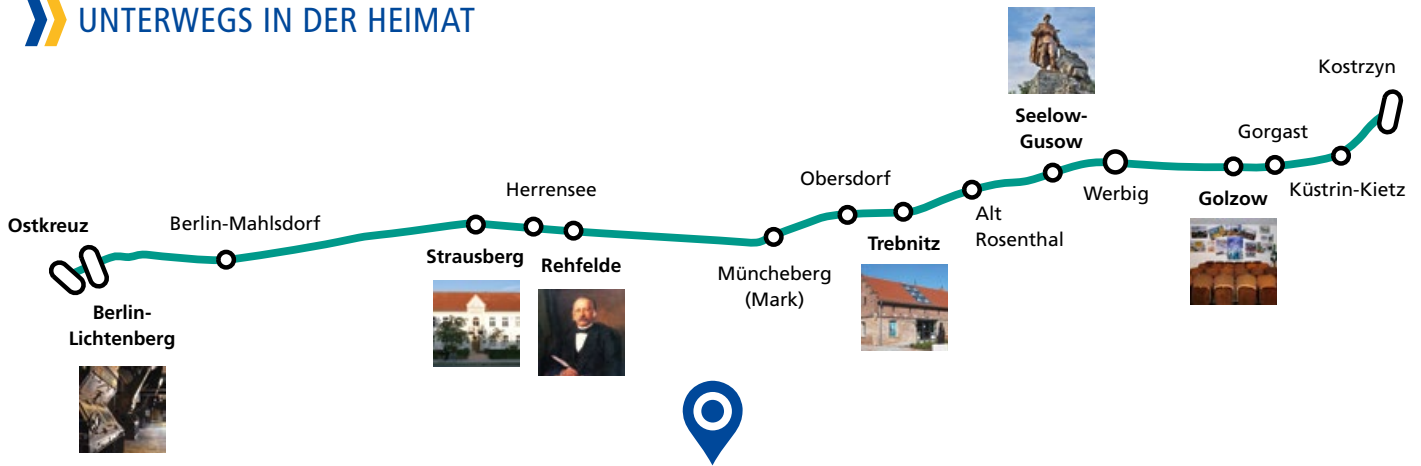 UNTERWEGS IN DER HEIMAT
Ostkreuz
Berlin-
Lichtenberg
Berlin-Mahlsdorf
Strausberg
Herrensee
Rehfelde
Müncheberg
(Mark)
Obersdorf
Trebnitz
Alt
Rosenthal
Seelow-
Gusow
Werbig
Golzow
Gorgast
Küstrin-Kietz
Kostrzyn